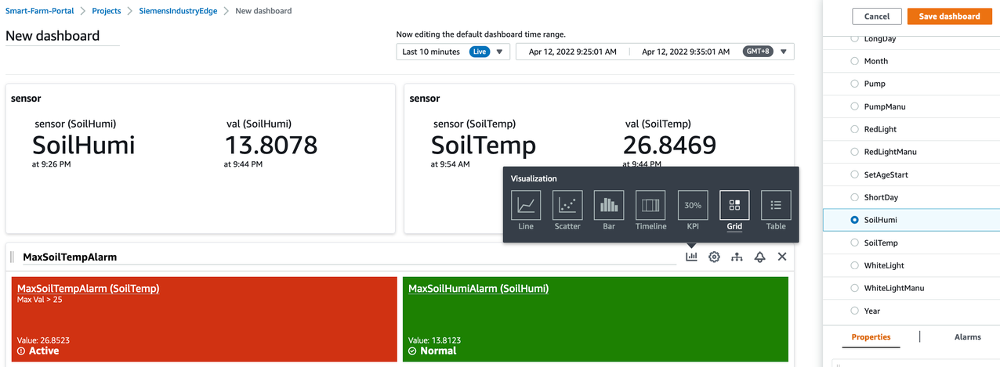 Smart-Farm-Portal > Projects > SiemensIndustryEdge > New dashboard
New dashboard
Now editing the default dashboard time range.
Last 10 minutes Live Apr 12, 2022 9:25:01 AM Apr 12, 2022 9:35:01 AM GMT+8
sensor
sensor (SoilHumi) val (SoilHumi)
SoilHumi 13.8078
at 9:26 PM at 9:44 PM
sensor
sensor (SoilTemp) val (SoilTemp)
SoilTemp 26.8469
at 9:54 AM at 9:44 PM
Visualization
30%
Line Scatter Bar Timeline KPI Grid Table
MaxSoilTempAlarm
MaxSoilTempAlarm (SoilTemp)
Max Val > 25
Value: 26.8523
Active
MaxSoilHumiAlarm (SoilHumi)
Value: 13.8123
Normal
Cancel Save dashboard
LongDay
Month
Pump
PumpManu
RedLight
RedLightManu
SetAgeStart
ShortDay
SoilHumi
SoilTemp
WhiteLight
WhiteLightManu
Year
Properties Alarms